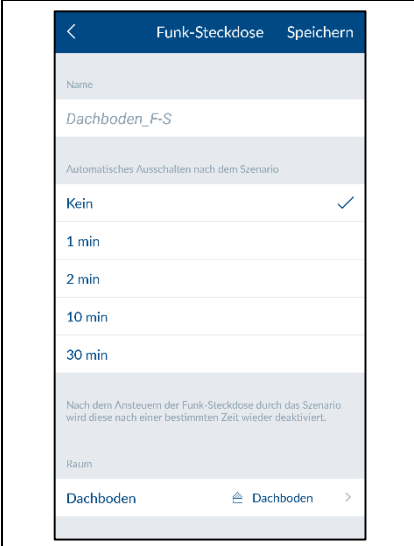 Funk-Steckdose Speichern
Name
Dachboden_F-S
Automatisches Ausschalten nach dem Szenario
Kein
1 min
2 min
10 min
30 min
Nach dem Ansteuern der Funk-Steckdose durch das Szenario
wird diese nach einer bestimmten Zeit wieder deaktiviert.
Raum
Dachboden Dachboden